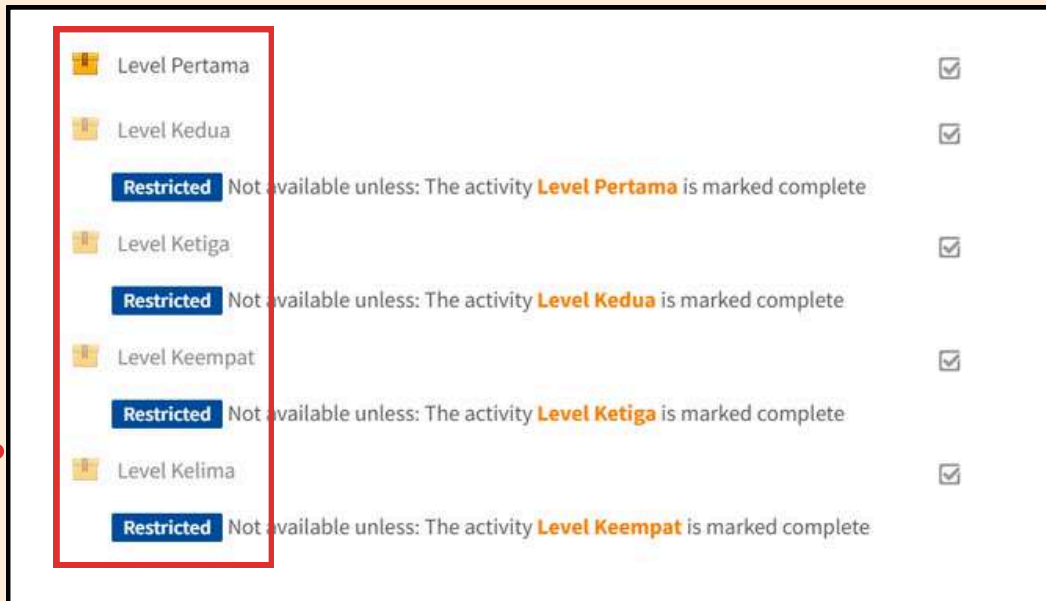 Level Pertama
Level Kedua
Restricted Not available unless: The activity Level Pertama is marked complete
Level Ketiga
Restricted Not available unless: The activity Level Kedua is marked complete
Level Keempat
Restricted Not available unless: The activity Level Ketiga is marked complete
Level Kelima
Restricted Not available unless: The activity Level Keempat is marked complete